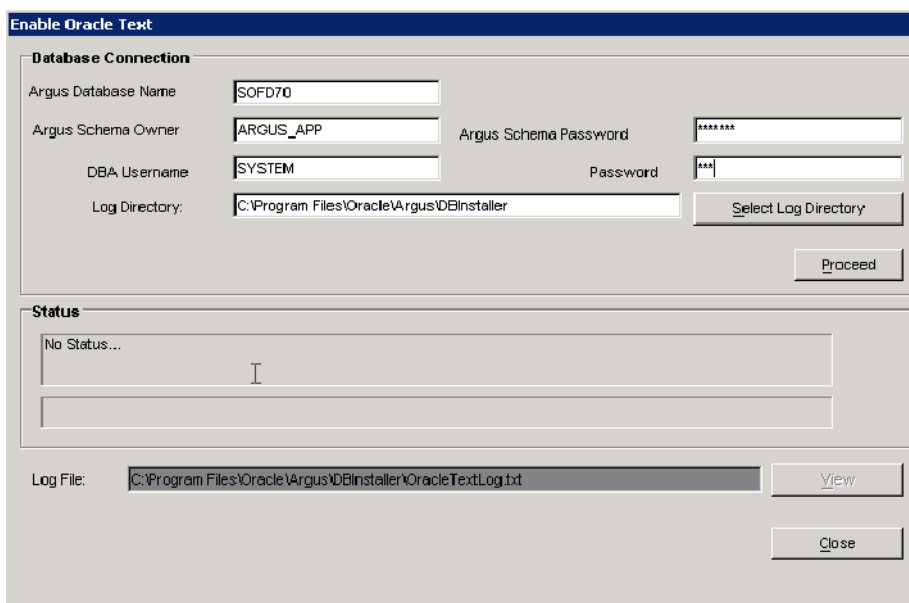 Enable Oracle Text
Database Connection
Argus Database Name SOFD70
Argus Schema Owner ARGUS_APP Argus Schema Password *******
DBA Username SYSTEM Password ***
Log Directory: C:\Program Files\Oracle\Argus\DBInstaller Select Log Directory
Proceed
Status
No Status...
Log File: C:\Program Files\Oracle\Argus\DBInstaller\OracleTextLog.txt View
Close